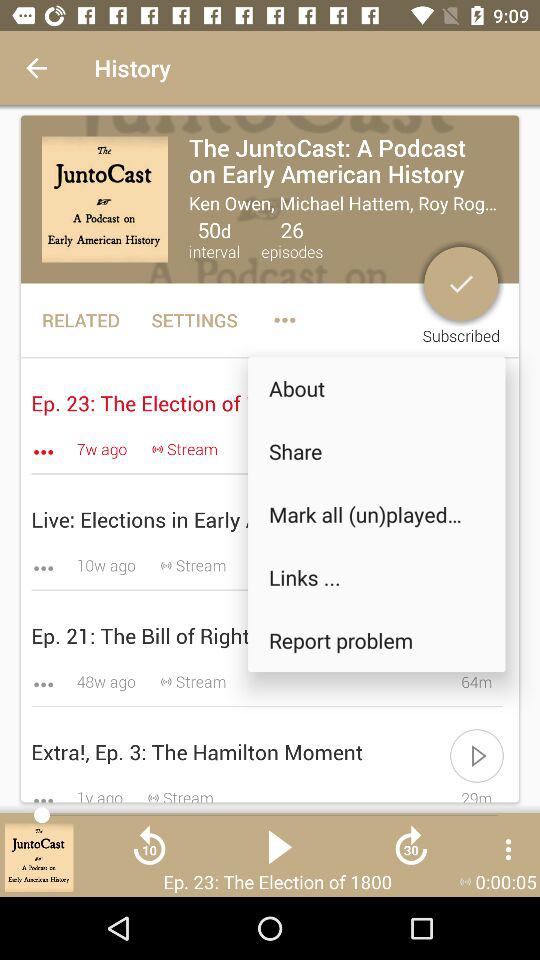 9:09
History
The
JuntoCast
A Podcast on
Early American History
The JuntoCast: A Podcast
on Early American History
Ken Owen, Michael Hattem, Roy Rog...
50d
interval
26
episodes
RELATED
SETTINGS
Subscribed
Ep. 23: The Election of
7w ago
Stream
Live: Elections in Early
10w ago
Stream
Ep. 21: The Bill of Right
48w ago
Stream
64m
About
Share
Mark all (un)played...
Links ...
Report problem
Extra!, Ep. 3: The Hamilton Moment
1y ago
Stream
29m
The
JuntoCast
A Podcast on
Early American History
10
30
Ep. 23: The Election of 1800
0:00:05